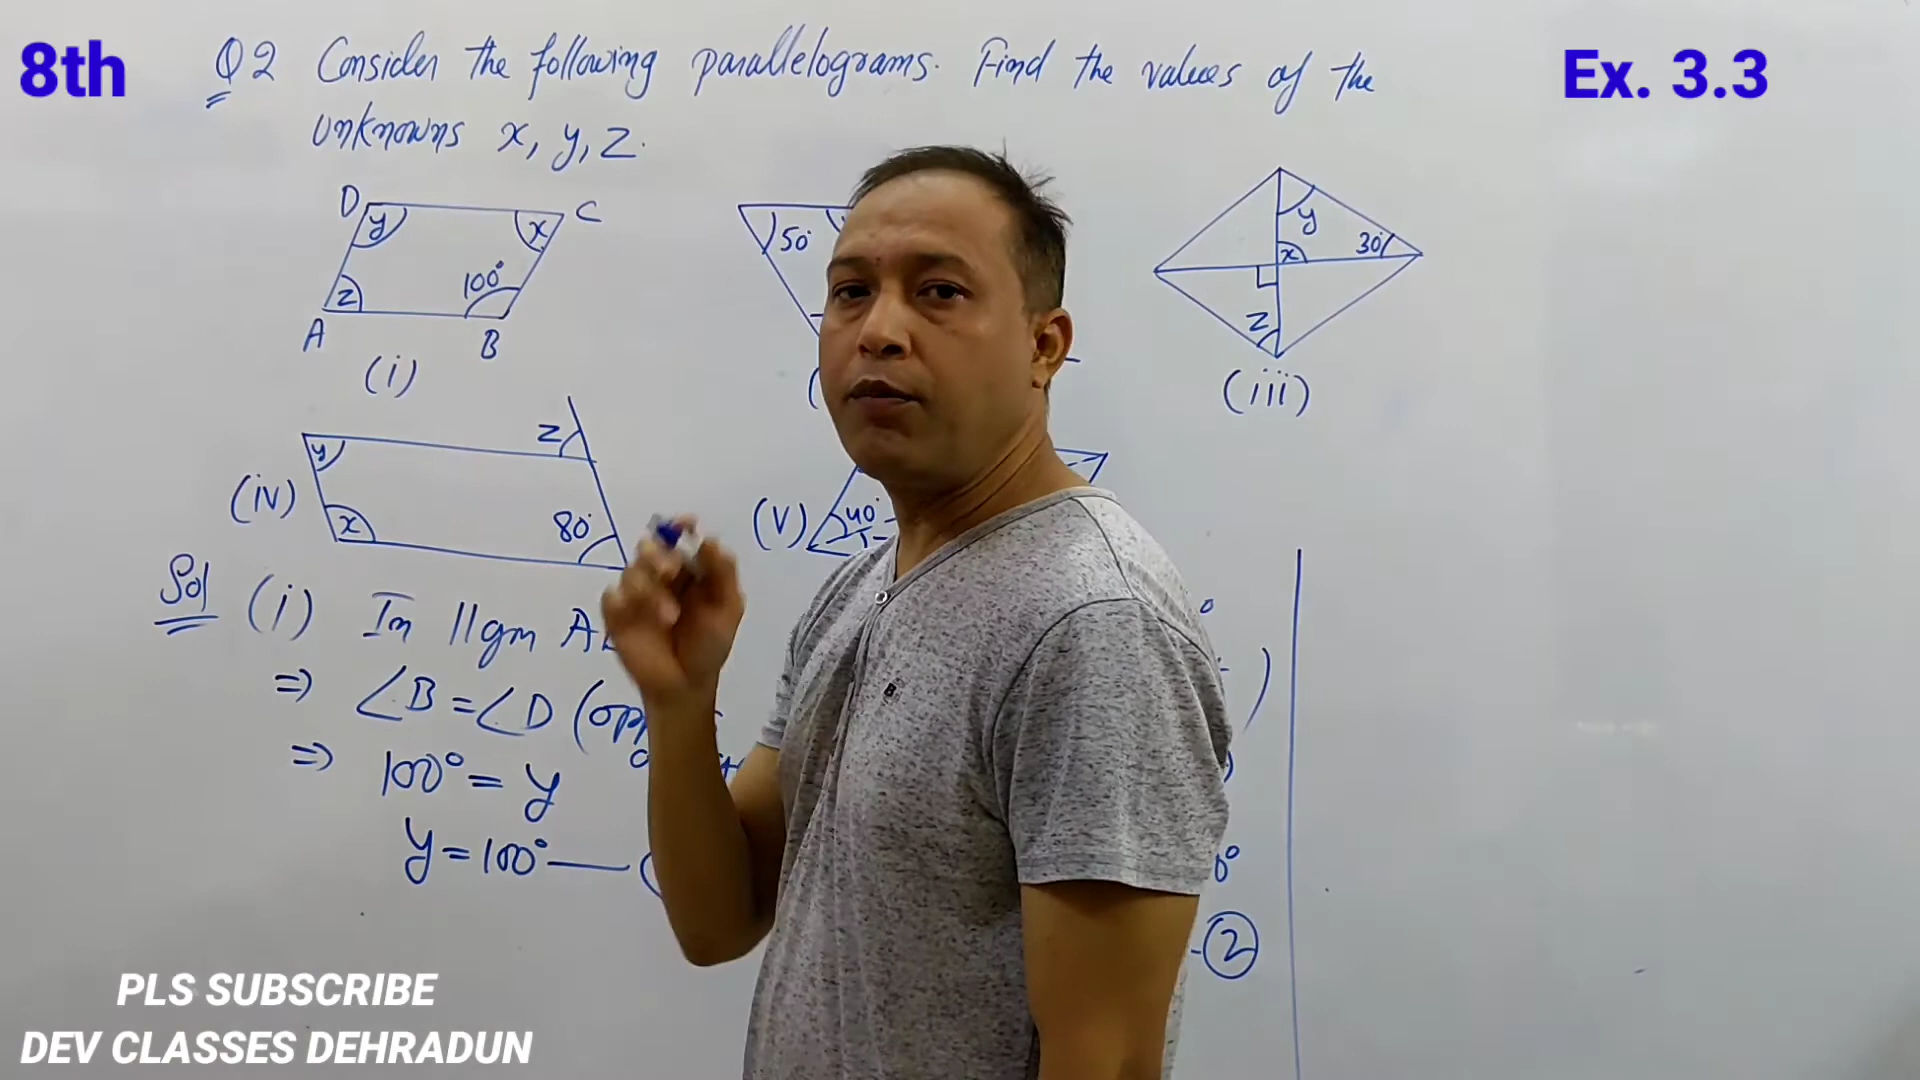 8th
Ex. 3.3
Q2 Consider the following parallelograms. Find the values of the
unknowns x, y, z.
D y x C
z 100°
A B
(i)
50°
y
x 30°
z
(iii)
(iv) y z
x 80°
(V) 40°
Sol (i) In ||gm
⇒ ∠B = ∠D
⇒ 100° = y
y = 100°
2
PLS SUBSCRIBE
DEV CLASSES DEHRADUN